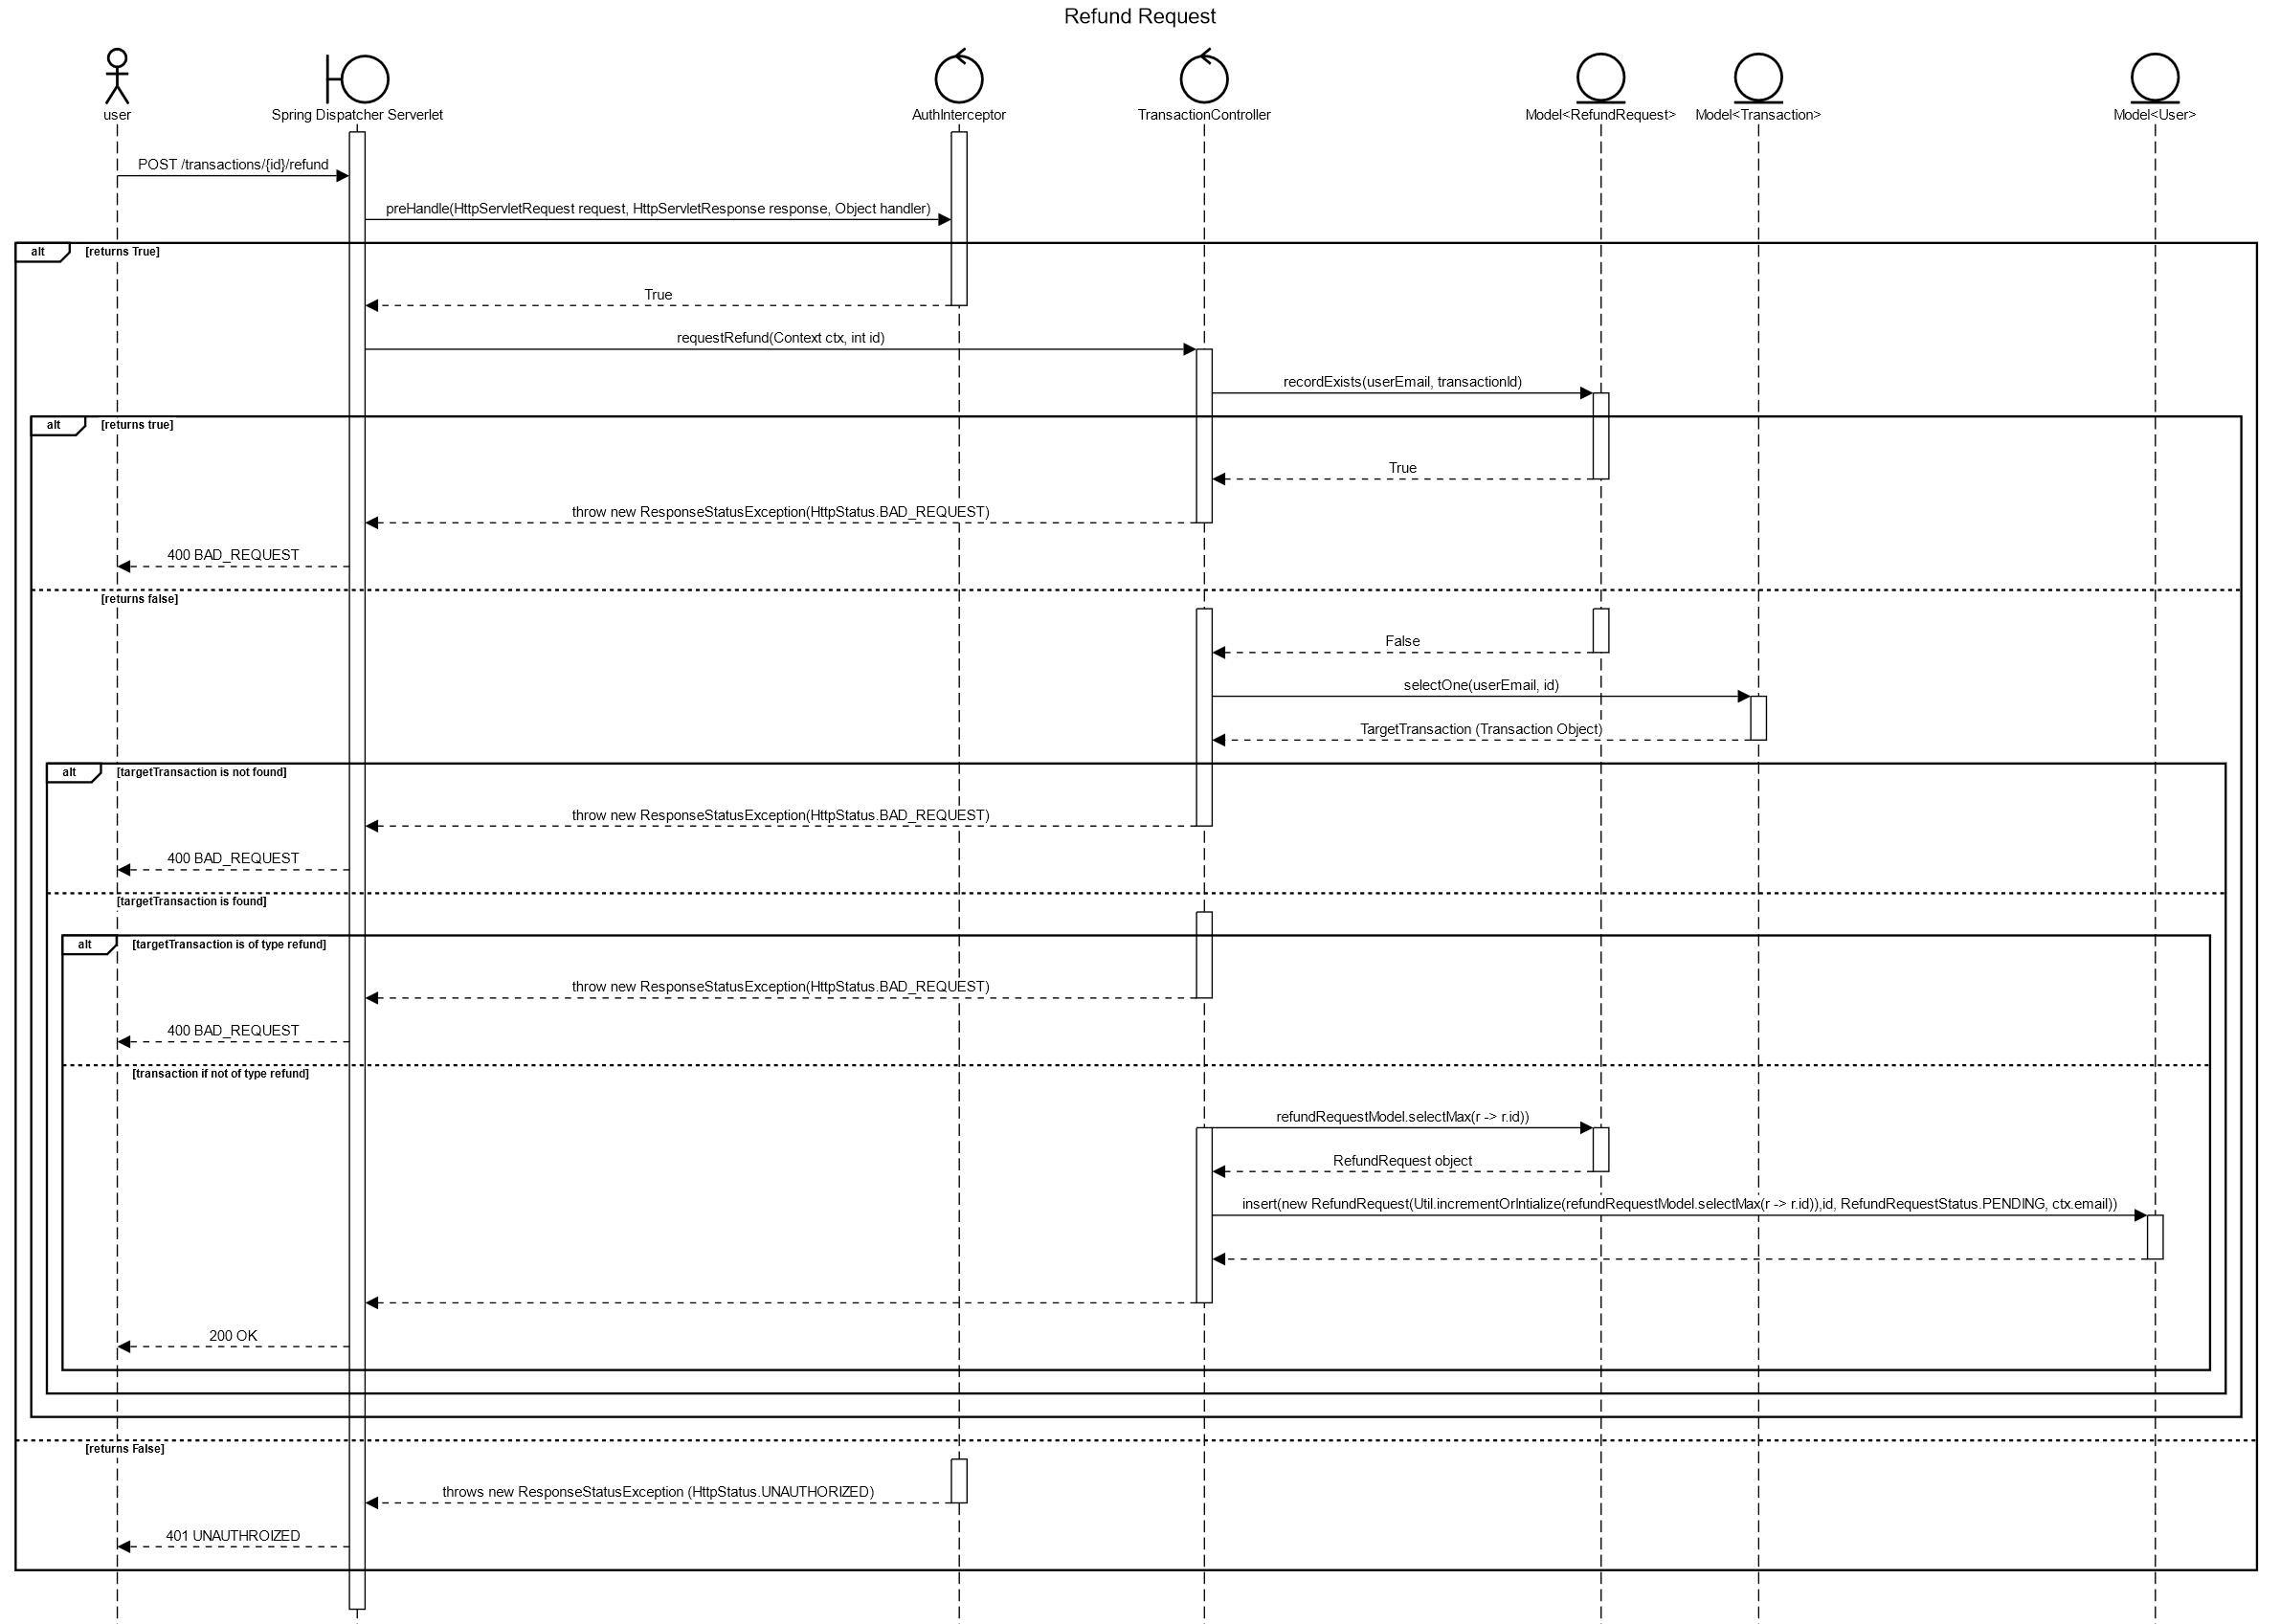 Refund Request
user
Spring Dispatcher Serverlet
AuthInterceptor
TransactionController
Model<RefundRequest>
Model<Transaction>
Model<User>
POST /transactions/{id}/refund
preHandle(HttpServletRequest request, HttpServletResponse response, Object handler)
alt [returns True]
True
requestRefund(Context ctx, int id)
recordExists(userEmail, transactionId)
alt [returns true]
True
throw new ResponseStatusException(HttpStatus.BAD_REQUEST)
400 BAD_REQUEST
[returns false]
False
selectOne(userEmail, id)
TargetTransaction (Transaction Object)
alt [targetTransaction is not found]
throw new ResponseStatusException(HttpStatus.BAD_REQUEST)
400 BAD_REQUEST
[targetTransaction is found]
alt [targetTransaction is of type refund]
throw new ResponseStatusException(HttpStatus.BAD_REQUEST)
400 BAD_REQUEST
[transaction if not of type refund]
refundRequestModel.selectMax(r -> r.id))
RefundRequest object
insert(new RefundRequest(Util.incrementOrIntialize(refundRequestModel.selectMax(r -> r.id)),id, RefundRequestStatus.PENDING, ctx.email))
200 OK
[returns False]
throws new ResponseStatusException (HttpStatus.UNAUTHORIZED)
401 UNAUTHROIZED